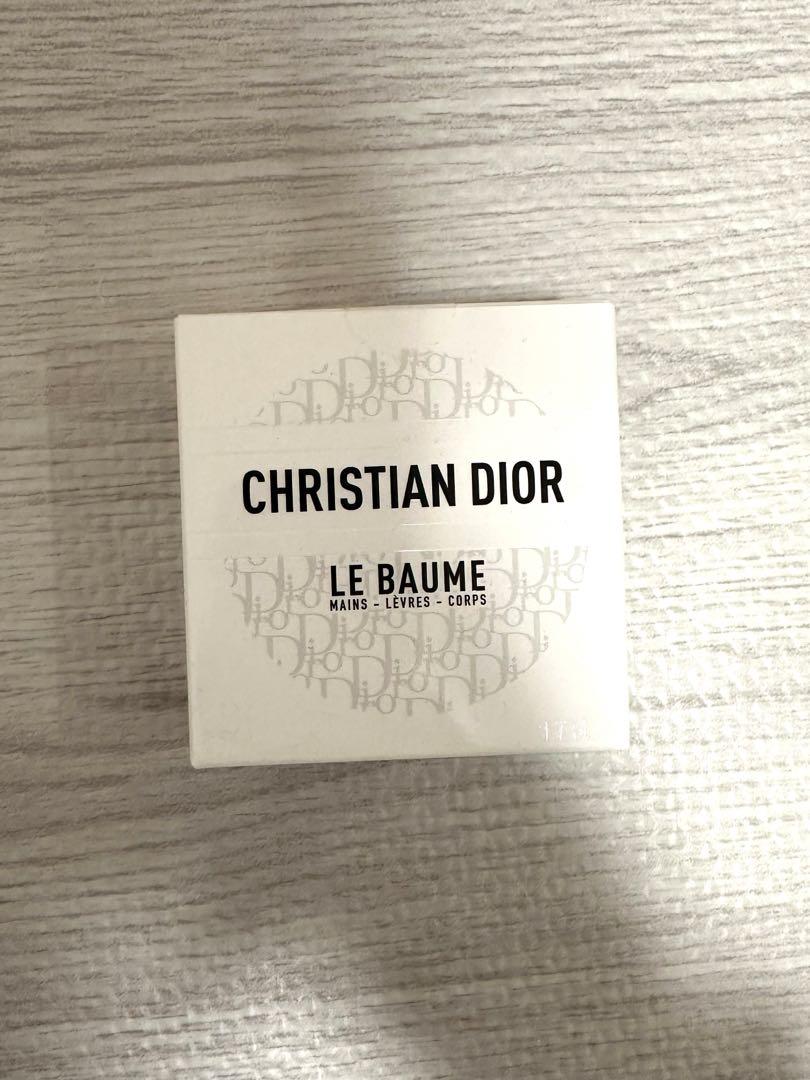 CHRISTIAN DIOR
LE BAUME
MAINS - LÈVRES - CORPS